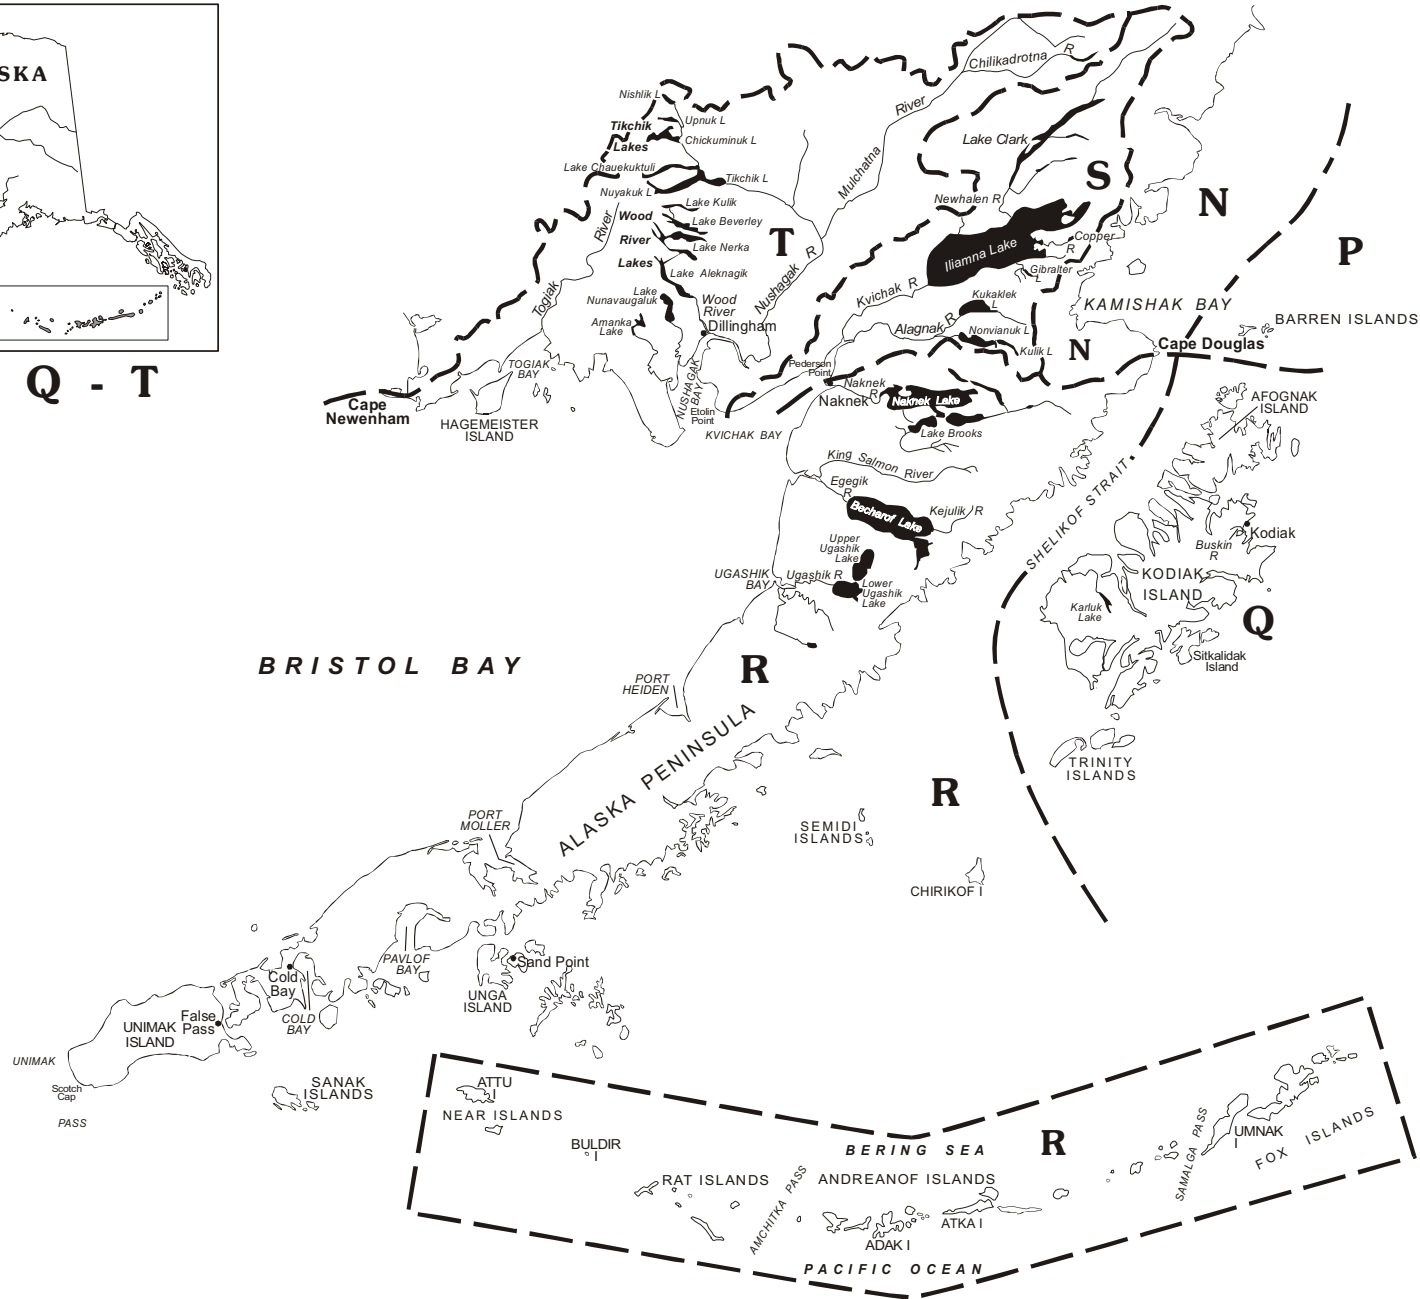 SKA
Q - T
Chilikadrotna R
Nishlik L
Upnuk L
Tikchik
Lakes
Chickuminuk L
Lake Chauekuktuli
Tikchik L
Nuyakuk L
Lake Kulik
Wood
River
Lakes
Lake Beverley
Lake Nerka
Lake Aleknagik
Lake
Nunavaugaluk
Amanka
Lake
Wood
River
Dillingham
Togiak River
Mulchatna River
Nushagak R
T
Lake Clark
S
N
P
Newhalen R
Iliamna Lake
Copper
R
Gibralter
L
Kvichak R
Kukaklek
L
Alagnak R
Nonvianuk L
Kulik L
N
KAMISHAK BAY
BARREN ISLANDS
Cape Douglas
Pederson
Point
Naknek
R
Naknek
Naknek Lake
Lake Brooks
TOGIAK
BAY
Cape
Newenham
HAGEMEISTER
ISLAND
NUSHAGAK
BAY
Etolin
Point
KVICHAK BAY
King Salmon River
Egegik
R
Becharof Lake
Kejulik R
Upper
Ugashik
Lake
UGASHIK
BAY
Ugashik R
Lower
Ugashik
Lake
AFOGNAK
ISLAND
SHELIKOF STRAIT
Kodiak
Buskin
R
KODIAK
ISLAND
Karluk
Lake
Q
Sitkalidak
Island
TRINITY
ISLANDS
BRISTOL BAY
R
PORT
HEIDEN
ALASKA PENINSULA
R
SEMIDI
ISLANDS
CHIRIKOF I
PORT
MOLLER
PAVLOF
BAY
Sand Point
UNGA
ISLAND
Cold
Bay
COLD
BAY
False
Pass
UNIMAK
ISLAND
UNIMAK
Scotch
Cap
PASS
SANAK
ISLANDS
ATTU
I
NEAR ISLANDS
BULDIR
I
RAT ISLANDS
AMCHITKA PASS
BERING SEA
R
ANDREANOF ISLANDS
ADAK I
ATKA I
SAMALGA PASS
UMNAK
I
FOX ISLANDS
PACIFIC OCEAN